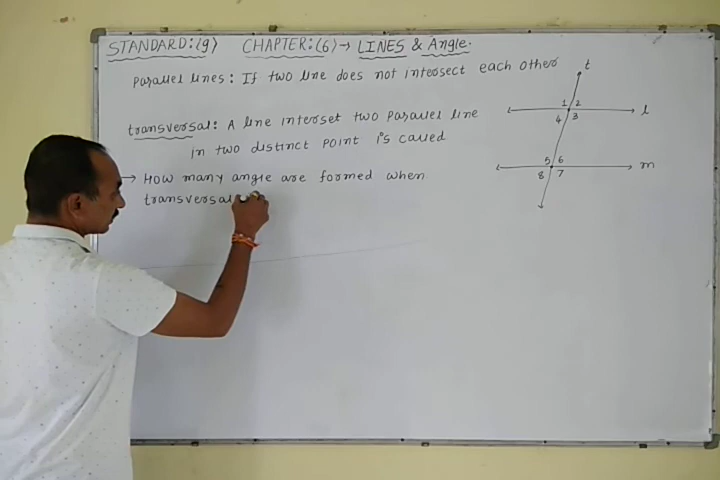 STANDARD:(9) CHAPTER:(6)→ LINES & Angle.
Parallel lines: If two line does not intersect each other
transversal: A line interset two Parallel line
in two distinct point is called
→ How many angle are formed when
transversal
t
1 2
l
4 3
5 6
m
8 7